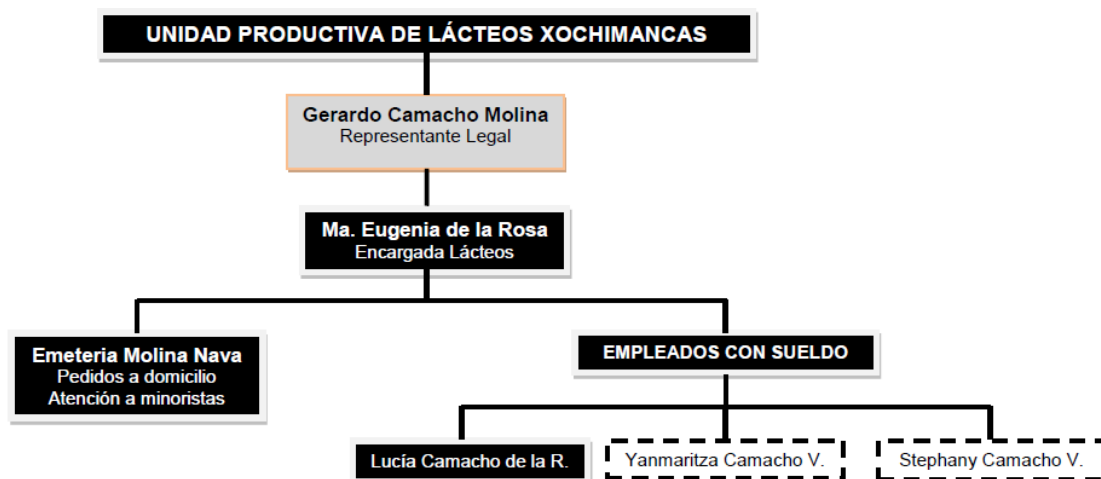 UNIDAD PRODUCTIVA DE LÁCTEOS XOCHIMANCAS
Gerardo Camacho Molina
Representante Legal
Ma. Eugenia de la Rosa
Encargada Lácteos
Emeteria Molina Nava
Pedidos a domicilio
Atención a minoristas
EMPLEADOS CON SUELDO
Lucía Camacho de la R.
Yanmaritza Camacho V.
Stephany Camacho V.